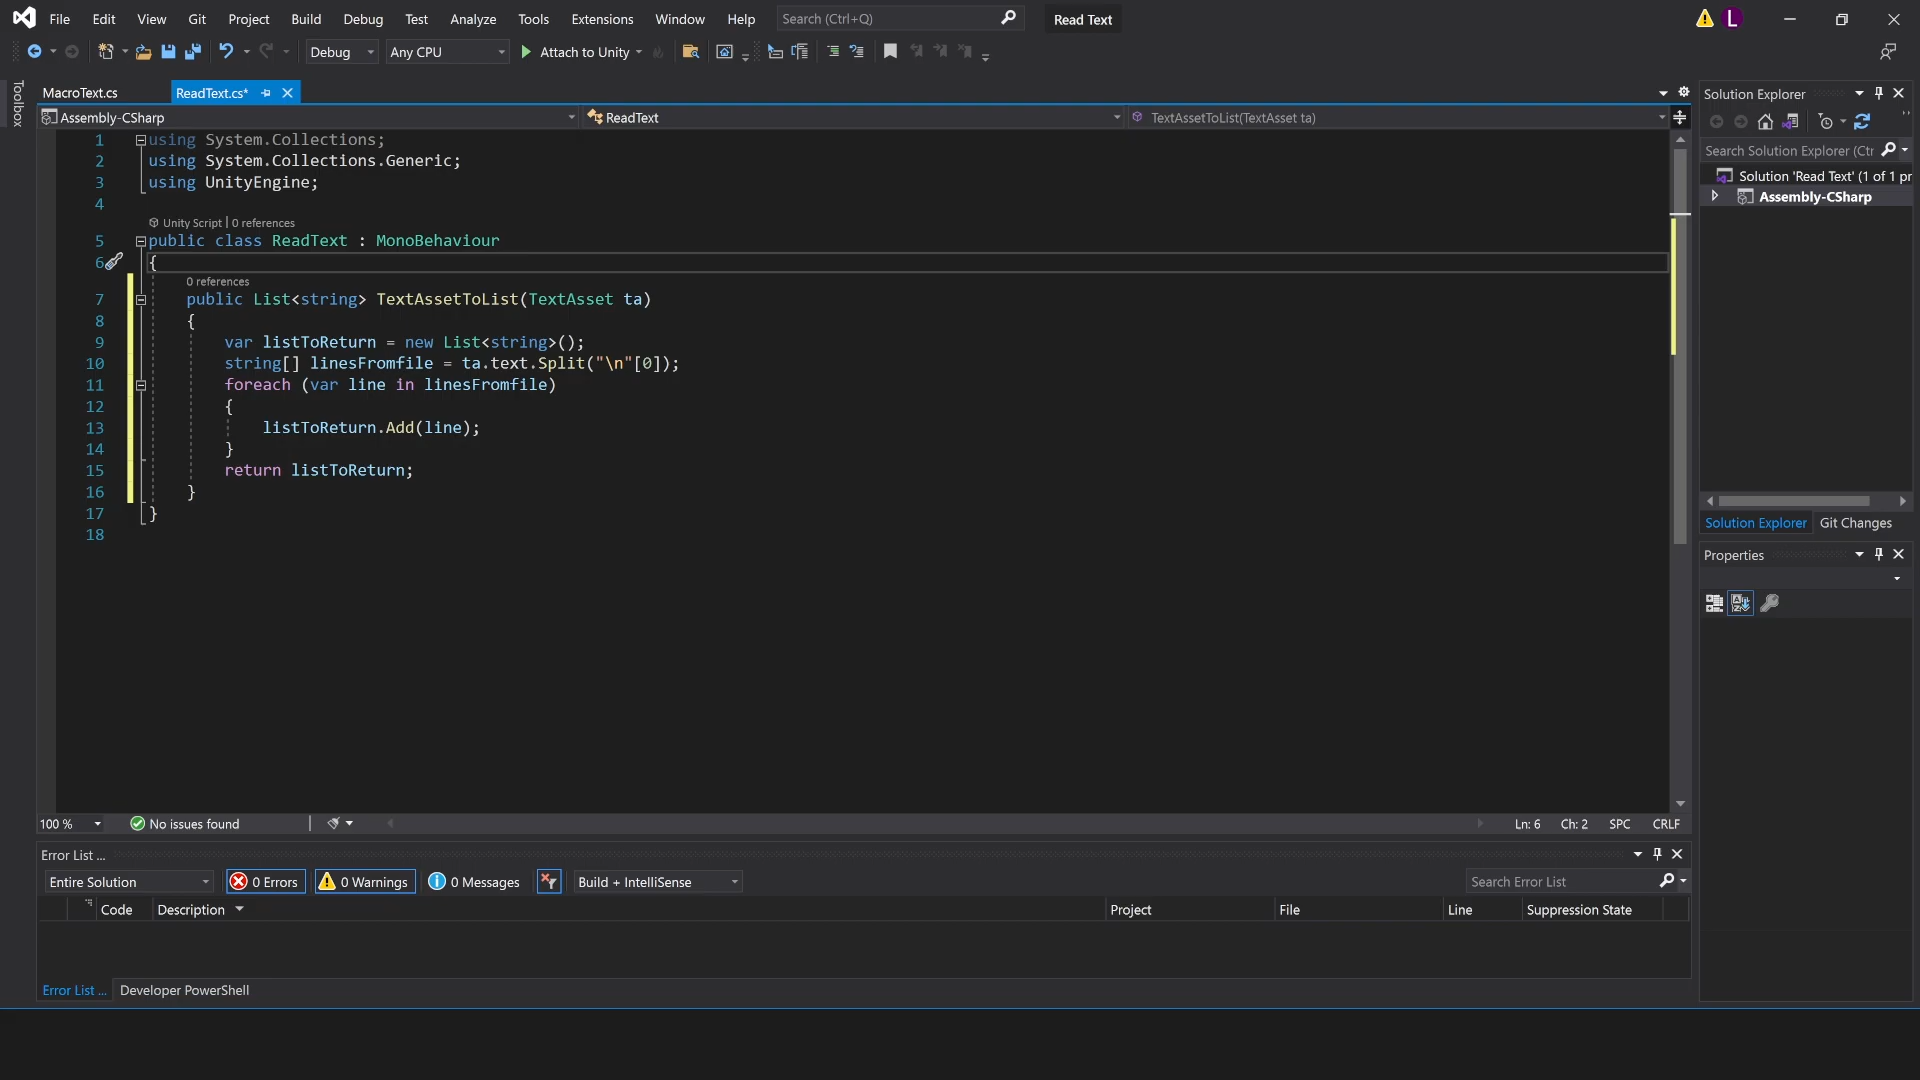 File Edit View Git Project Build Debug Test Analyze Tools Extensions Window Help Search (Ctrl+Q) Read Text L
Debug Any CPU Attach to Unity
Toolbox
MacroText.cs ReadText.cs*
Assembly-CSharp ReadText TextAssetToList(TextAsset ta)
1 using System.Collections;
2 using System.Collections.Generic;
3 using UnityEngine;
4
Unity Script | 0 references
5 public class ReadText : MonoBehaviour
6 {
0 references
7 public List<string> TextAssetToList(TextAsset ta)
8 {
9 var listToReturn = new List<string>();
10 string[] linesFromfile = ta.text.Split("\n"[0]);
11 foreach (var line in linesFromfile)
12 {
13 listToReturn.Add(line);
14 }
15 return listToReturn;
16 }
17 }
18
100 % No issues found Ln: 6 Ch: 2 SPC CRLF
Error List ...
Entire Solution 0 Errors 0 Warnings 0 Messages Build + IntelliSense Search Error List
Code Description Project File Line Suppression State
Error List ... Developer PowerShell
Solution Explorer
Search Solution Explorer (Ctr
Solution 'Read Text' (1 of 1 pr
Assembly-CSharp
Solution Explorer Git Changes
Properties